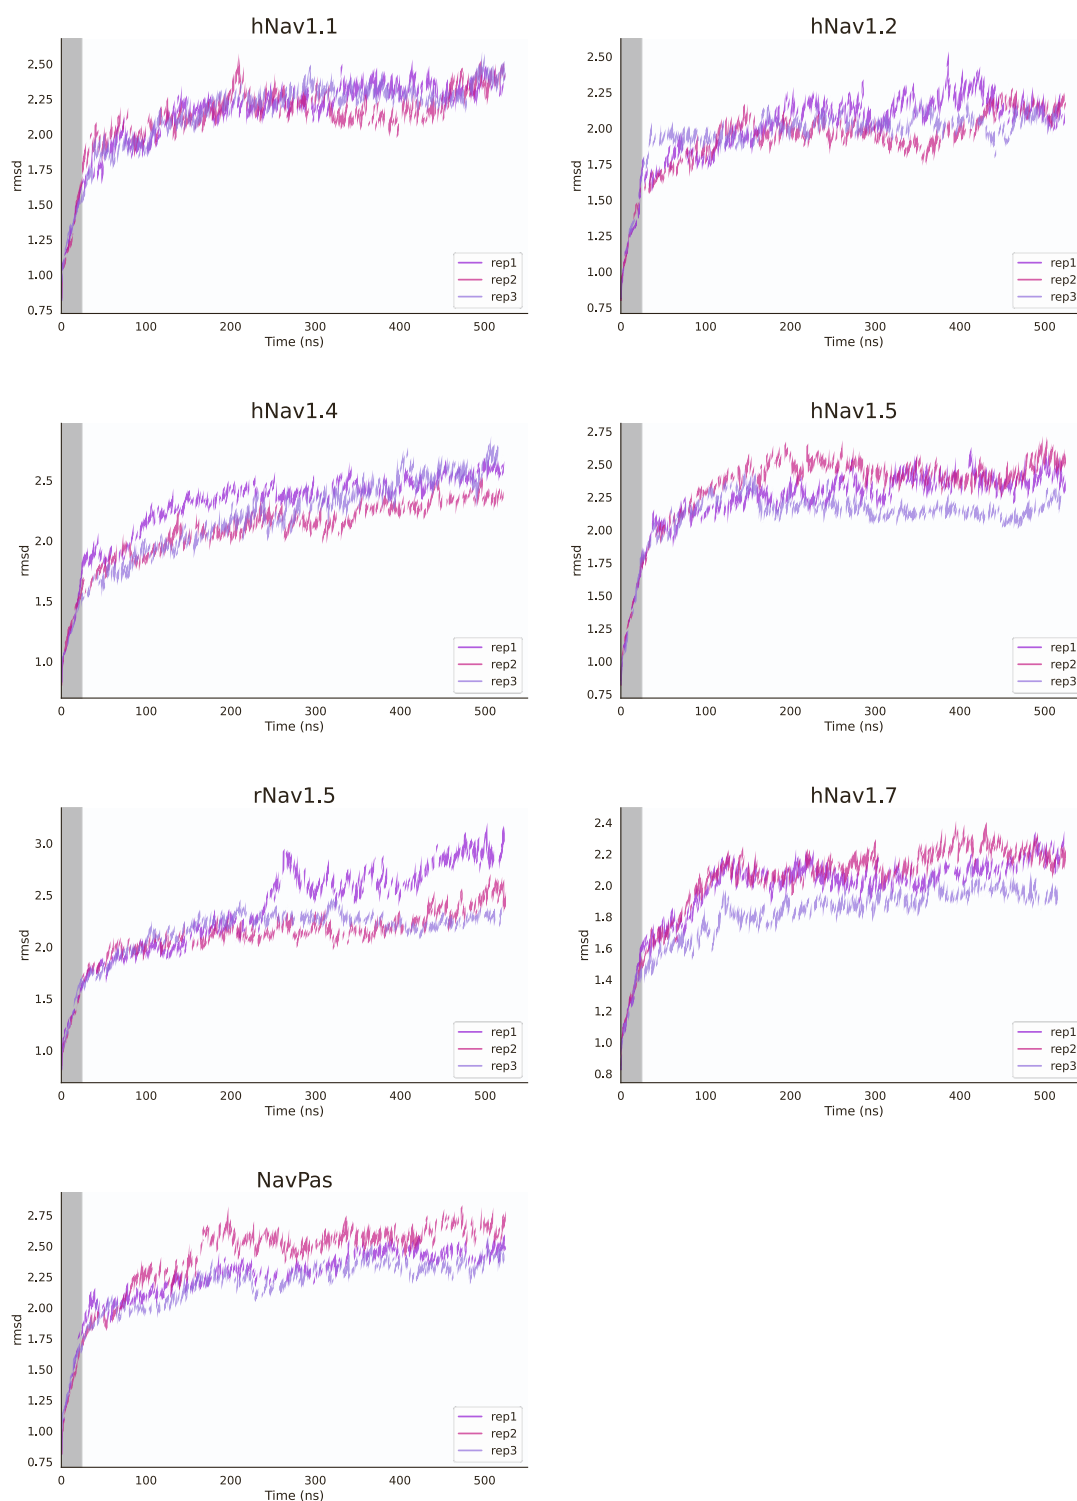 hNav1.1
2.50
2.25
2.00
1.75
1.50
1.25
1.00
0.75
rmsd
rep1
rep2
rep3
0 100 200 300 400 500
Time (ns)
hNav1.2
2.50
2.25
2.00
1.75
1.50
1.25
1.00
0.75
rmsd
rep1
rep2
rep3
0 100 200 300 400 500
Time (ns)
hNav1.4
2.5
2.0
1.5
1.0
rmsd
rep1
rep2
rep3
0 100 200 300 400 500
Time (ns)
hNav1.5
2.75
2.50
2.25
2.00
1.75
1.50
1.25
1.00
0.75
rmsd
rep1
rep2
rep3
0 100 200 300 400 500
Time (ns)
rNav1.5
3.0
2.5
2.0
1.5
1.0
rmsd
rep1
rep2
rep3
0 100 200 300 400 500
Time (ns)
hNav1.7
2.4
2.2
2.0
1.8
1.6
1.4
1.2
1.0
0.8
rmsd
rep1
rep2
rep3
0 100 200 300 400 500
Time (ns)
NavPas
2.75
2.50
2.25
2.00
1.75
1.50
1.25
1.00
0.75
rmsd
rep1
rep2
rep3
0 100 200 300 400 500
Time (ns)